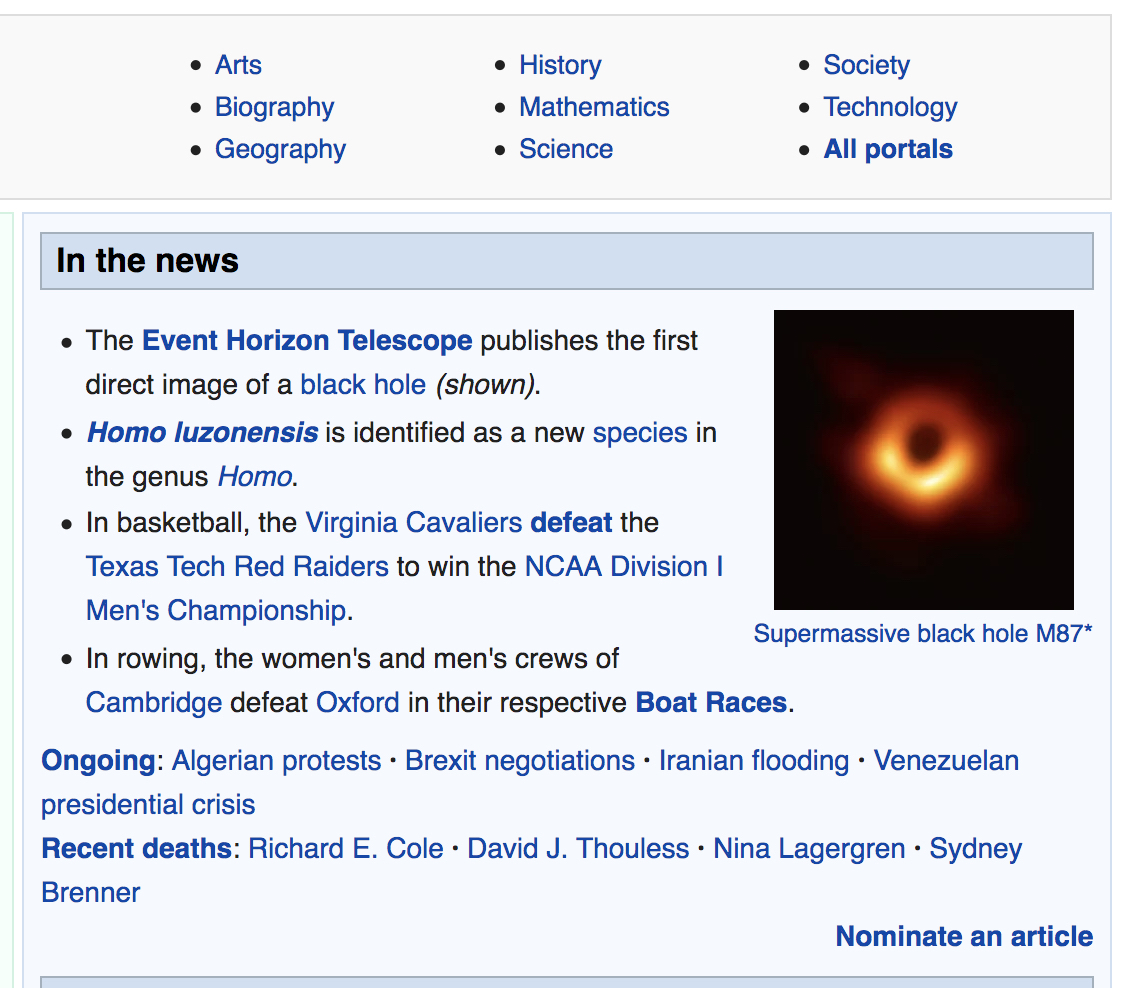 Arts
Biography
Geography
History
Mathematics
Science
Society
Technology
All portals
In the news
The Event Horizon Telescope publishes the first
direct image of a black hole (shown).
Homo luzonensis is identified as a new species in
the genus Homo.
In basketball, the Virginia Cavaliers defeat the
Texas Tech Red Raiders to win the NCAA Division I
Men's Championship.
In rowing, the women's and men's crews of
Cambridge defeat Oxford in their respective Boat Races.
Supermassive black hole M87*
Ongoing: Algerian protests · Brexit negotiations · Iranian flooding · Venezuelan
presidential crisis
Recent deaths: Richard E. Cole · David J. Thouless · Nina Lagergren · Sydney
Brenner
Nominate an article